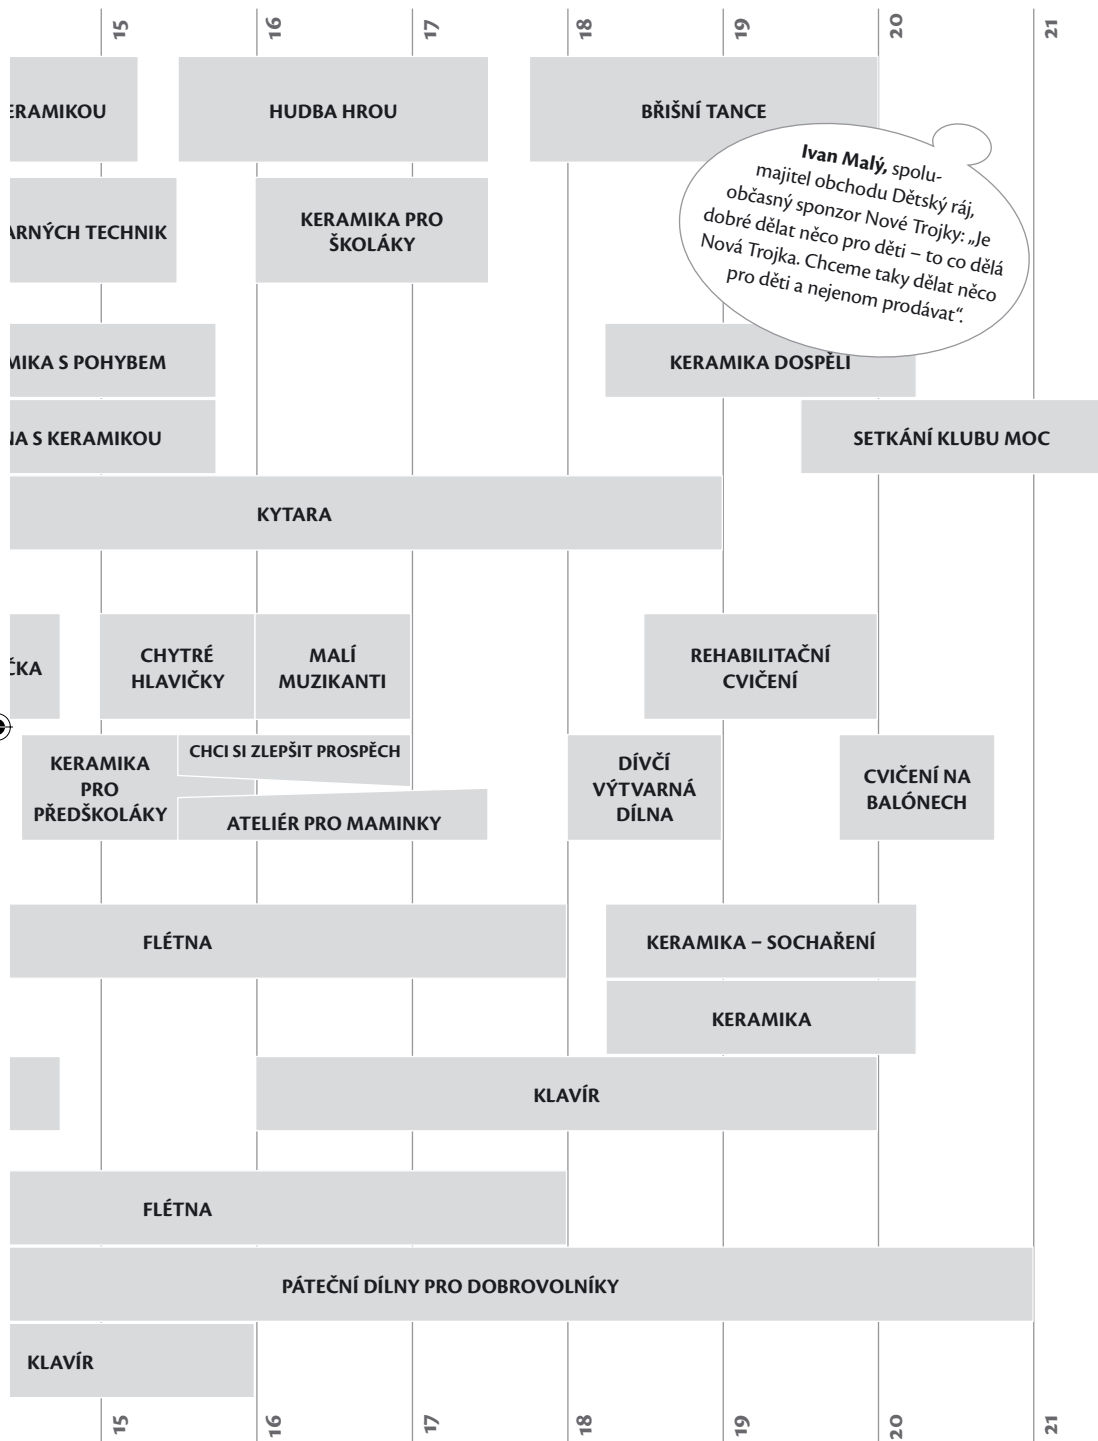 15 16 17 18 19 20 21
ERAMIKOU
HUDBA HROU
BŘIŠNÍ TANCE
Ivan Malý, spolu-
majitel obchodu Dětský ráj,
občasný sponzor Nové Trojky: „Je
dobré dělat něco pro děti – to co dělá
Nová Trojka. Chceme taky dělat něco
pro děti a nejenom prodávat“.
ARNÝCH TECHNIK
KERAMIKA PRO
ŠKOLÁKY
MIKA S POHYBEM
KERAMIKA DOSPĚLÍ
NA S KERAMIKOU
SETKÁNÍ KLUBU MOC
KYTARA
ČKA
CHYTRÉ
HLAVIČKY
MALÍ
MUZIKANTI
REHABILITAČNÍ
CVIČENÍ
KERAMIKA
PRO
PŘEDŠKOLÁKY
CHCI SI ZLEPŠIT PROSPĚCH
ATELIÉR PRO MAMINKY
DÍVČÍ
VÝTVARNÁ
DÍLNA
CVIČENÍ NA
BALÓNECH
FLÉTNA
KERAMIKA – SOCHAŘENÍ
KERAMIKA
KLAVÍR
FLÉTNA
PÁTEČNÍ DÍLNY PRO DOBROVOLNÍKY
KLAVÍR
15 16 17 18 19 20 21